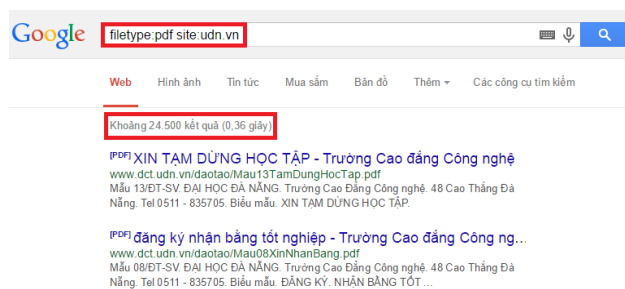 Google filetype:pdf site:udn.vn
Web Hình ảnh Tin tức Mua sắm Bản đồ Thêm Các công cụ tìm kiếm
Khoảng 24.500 kết quả (0,36 giây)
[PDF] XIN TẠM DỪNG HỌC TẬP - Trường Cao đẳng Công nghệ
www.dct.udn.vn/daotao/Mau13TamDungHocTap.pdf
Mẫu 13/ĐT-SV. ĐẠI HỌC ĐÀ NẴNG. Trường Cao Đẳng Công nghệ. 48 Cao Thắng Đà
Nẵng. Tel 0511 - 835705. Biểu mẫu. XIN TẠM DỪNG HỌC TẬP.
[PDF] đăng ký nhận bằng tốt nghiệp - Trường Cao đẳng Công ng...
www.dct.udn.vn/daotao/Mau08XinNhanBang.pdf
Mẫu 08/ĐT-SV. ĐẠI HỌC ĐÀ NẴNG. Trường Cao Đẳng Công nghệ. 48 Cao Thắng Đà
Nẵng. Tel 0511 - 835705. Biểu mẫu. ĐĂNG KÝ. NHẬN BẰNG TỐT ...